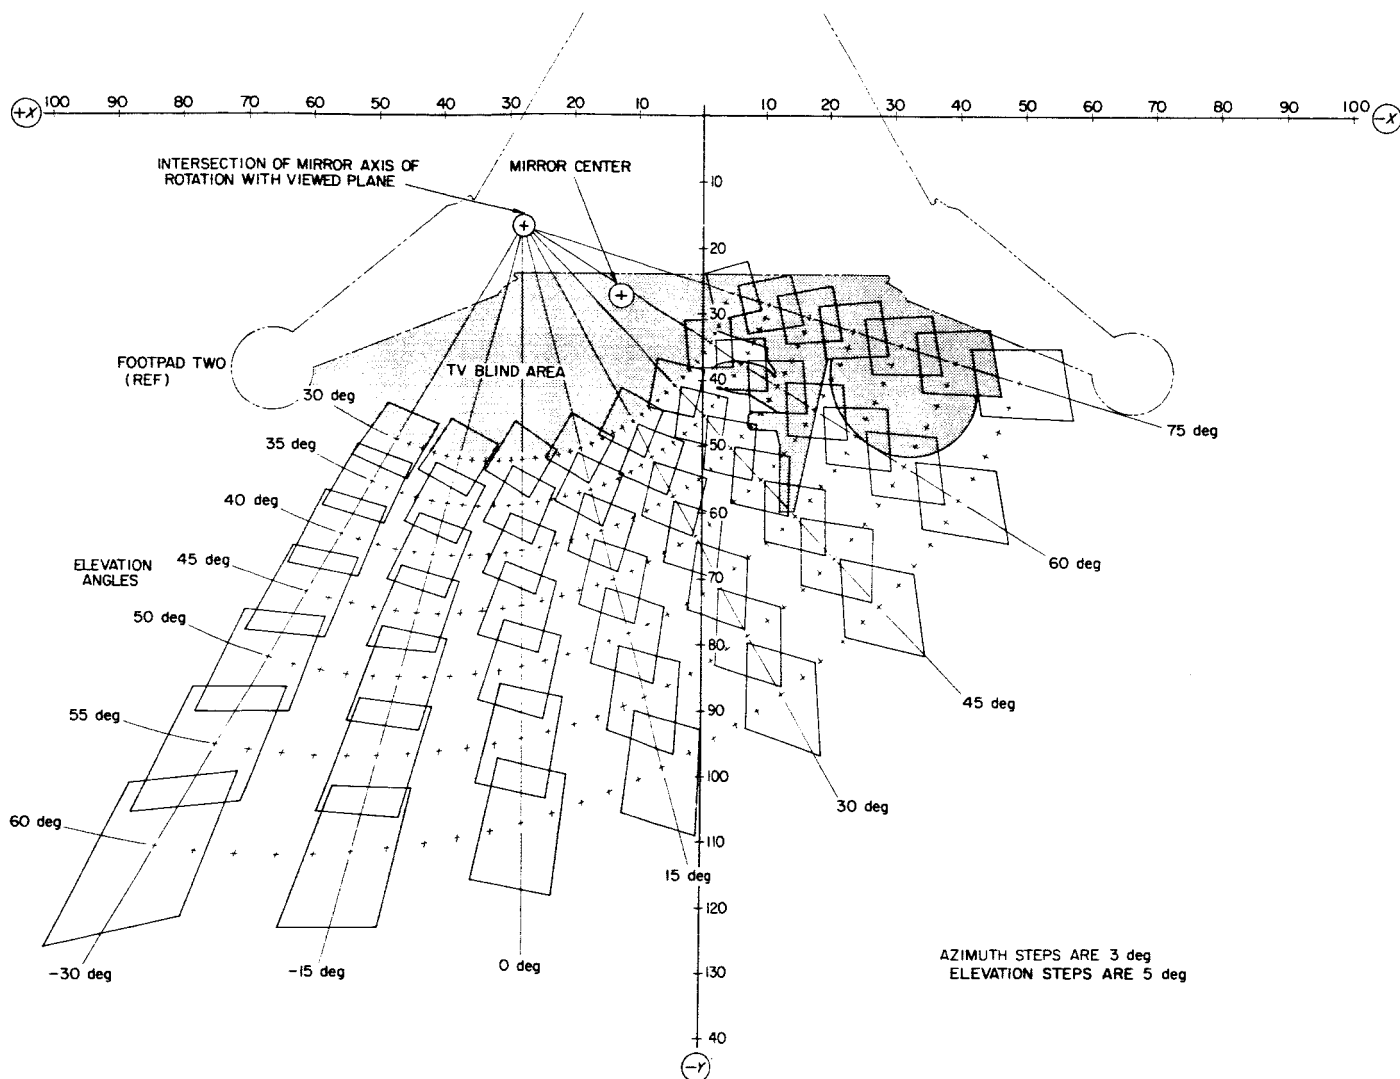 +X 100 90 80 70 60 50 40 30 20 10 10 20 30 40 50 60 70 80 90 100 -X
INTERSECTION OF MIRROR AXIS OF
ROTATION WITH VIEWED PLANE
MIRROR CENTER
10
20
30
FOOTPAD TWO
(REF)
TV BLIND AREA
40
30 deg
75 deg
35 deg
50
40 deg
60
45 deg
ELEVATION
ANGLES
60 deg
70
50 deg
80
45 deg
55 deg
90
100
30 deg
60 deg
110
15 deg
120
-30 deg
-15 deg
0 deg
130
AZIMUTH STEPS ARE 3 deg
ELEVATION STEPS ARE 5 deg
40
-Y